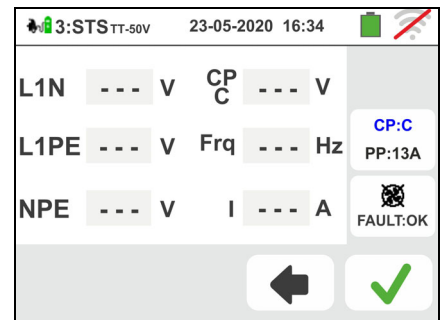 3:STS TT-50V 23-05-2020 16:34
L1N --- V CP C --- V
L1PE --- V Frq --- Hz
NPE --- V I --- A
CP:C
PP:13A
FAULT:OK